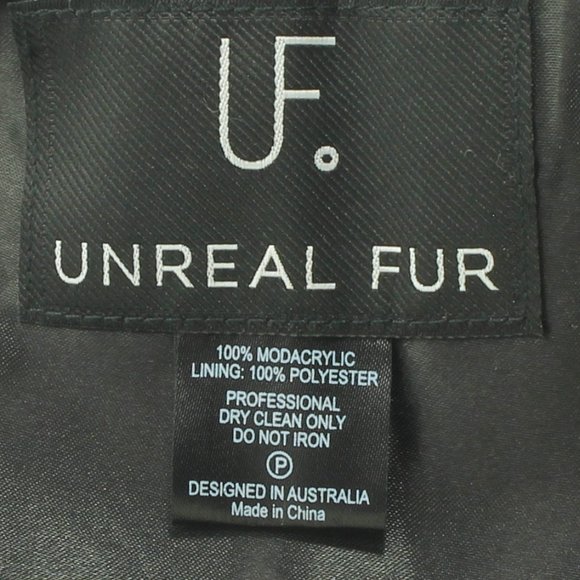 UF.
UNREAL FUR
100% MODACRYLIC
LINING: 100% POLYESTER
PROFESSIONAL
DRY CLEAN ONLY
DO NOT IRON
P
DESIGNED IN AUSTRALIA
Made in China